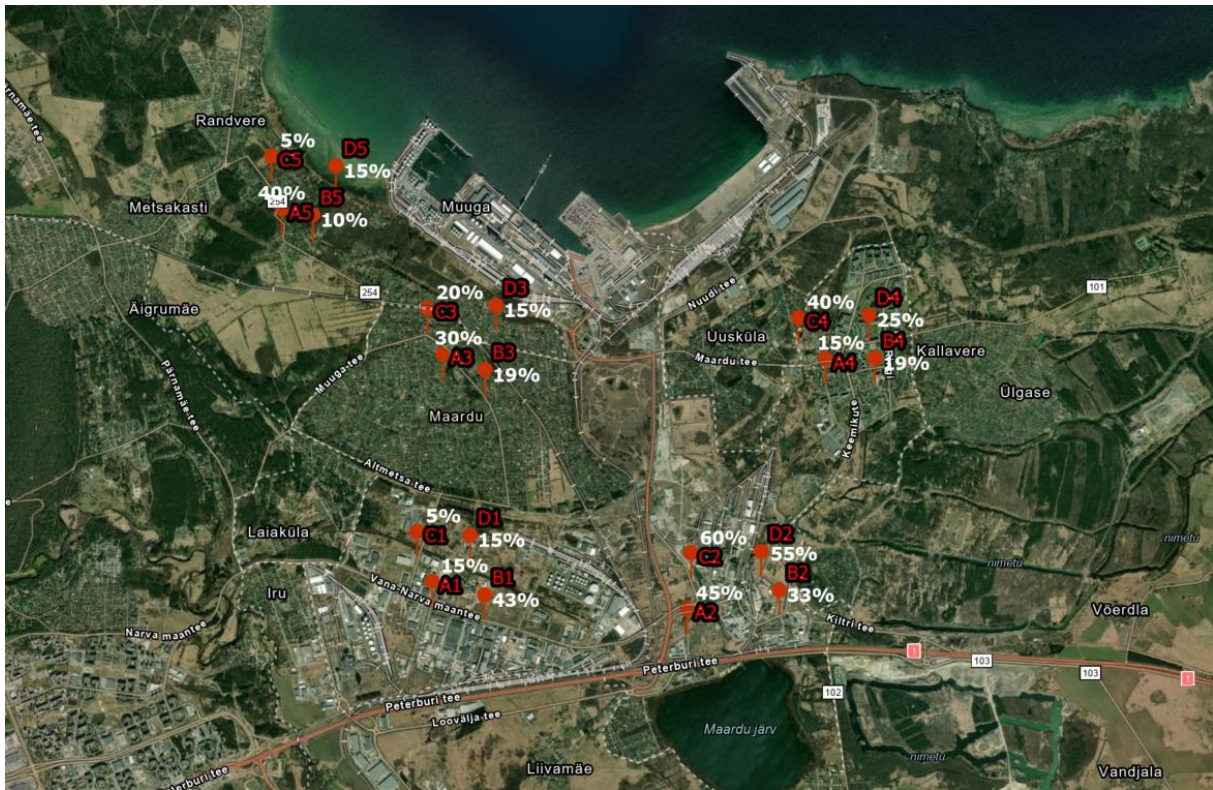 Pärnamäe tee
Randvere
5%
C5
D5
15%
40%
254
A5
B5
10%
Metsakasti
Muuga
254
Äigrumäe
20%
C3
D3
15%
30%
A3
B3
19%
Muuga tee
Pärnamäe tee
Maardu
Nuudi tee
101
Uusküla
Maardu tee
40%
C4
D4
25%
15%
A4
B4
19%
Kallavere
Ülgase
Keemikute
Altmetsa tee
Laiaküla
5%
C1
D1
15%
15%
A1
B1
43%
Iru
Vana-Narva maantee
Narva maantee
60%
C2
D2
55%
45%
A2
B2
33%
Kiltri tee
nimetu
nimetu
Võerdla
1
103
103
1
Peterburi tee
Peterburi tee
Loovälja tee
102
Maardu järv
nimetu
Liivamäe
Vandjala